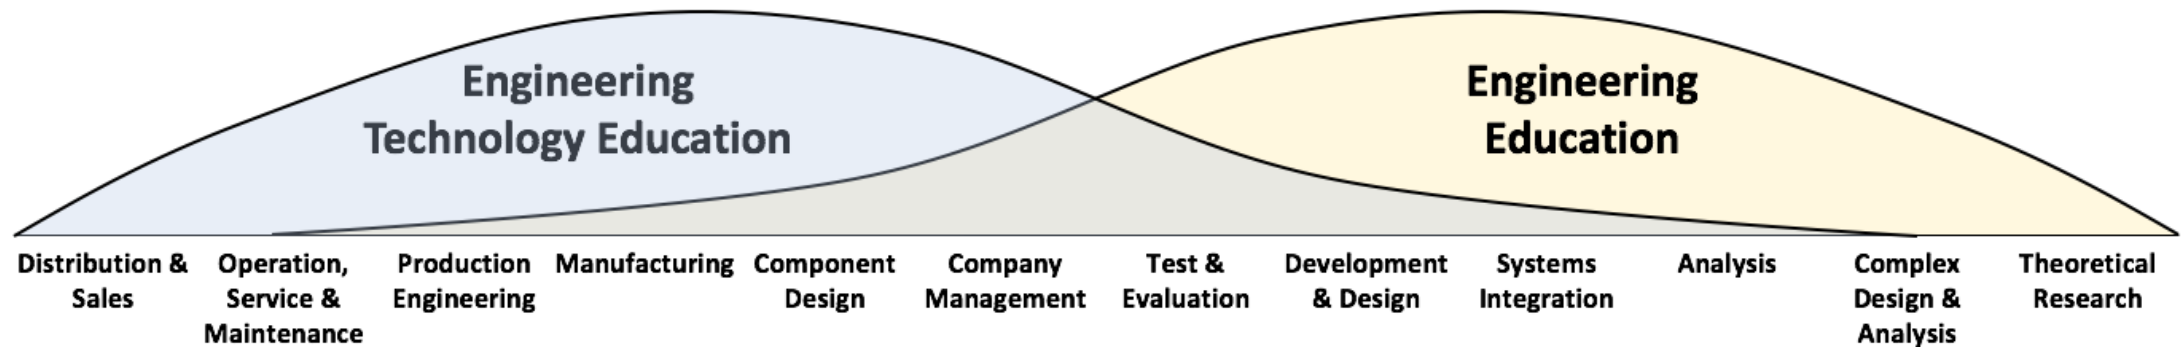 Engineering
Technology Education
Engineering
Education
Distribution &
Sales
Operation,
Service &
Maintenance
Production
Engineering
Manufacturing
Component
Design
Company
Management
Test &
Evaluation
Development
& Design
Systems
Integration
Analysis
Complex
Design &
Analysis
Theoretical
Research